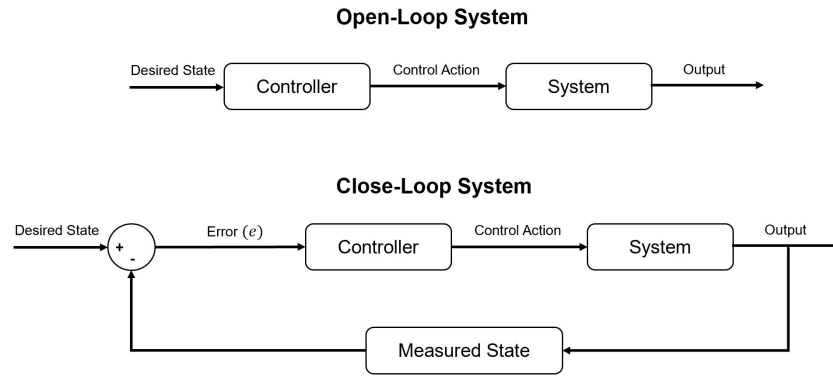 Open-Loop System
Desired State
Controller
Control Action
System
Output
Close-Loop System
Desired State
+
-
Error (e)
Controller
Control Action
System
Output
Measured State